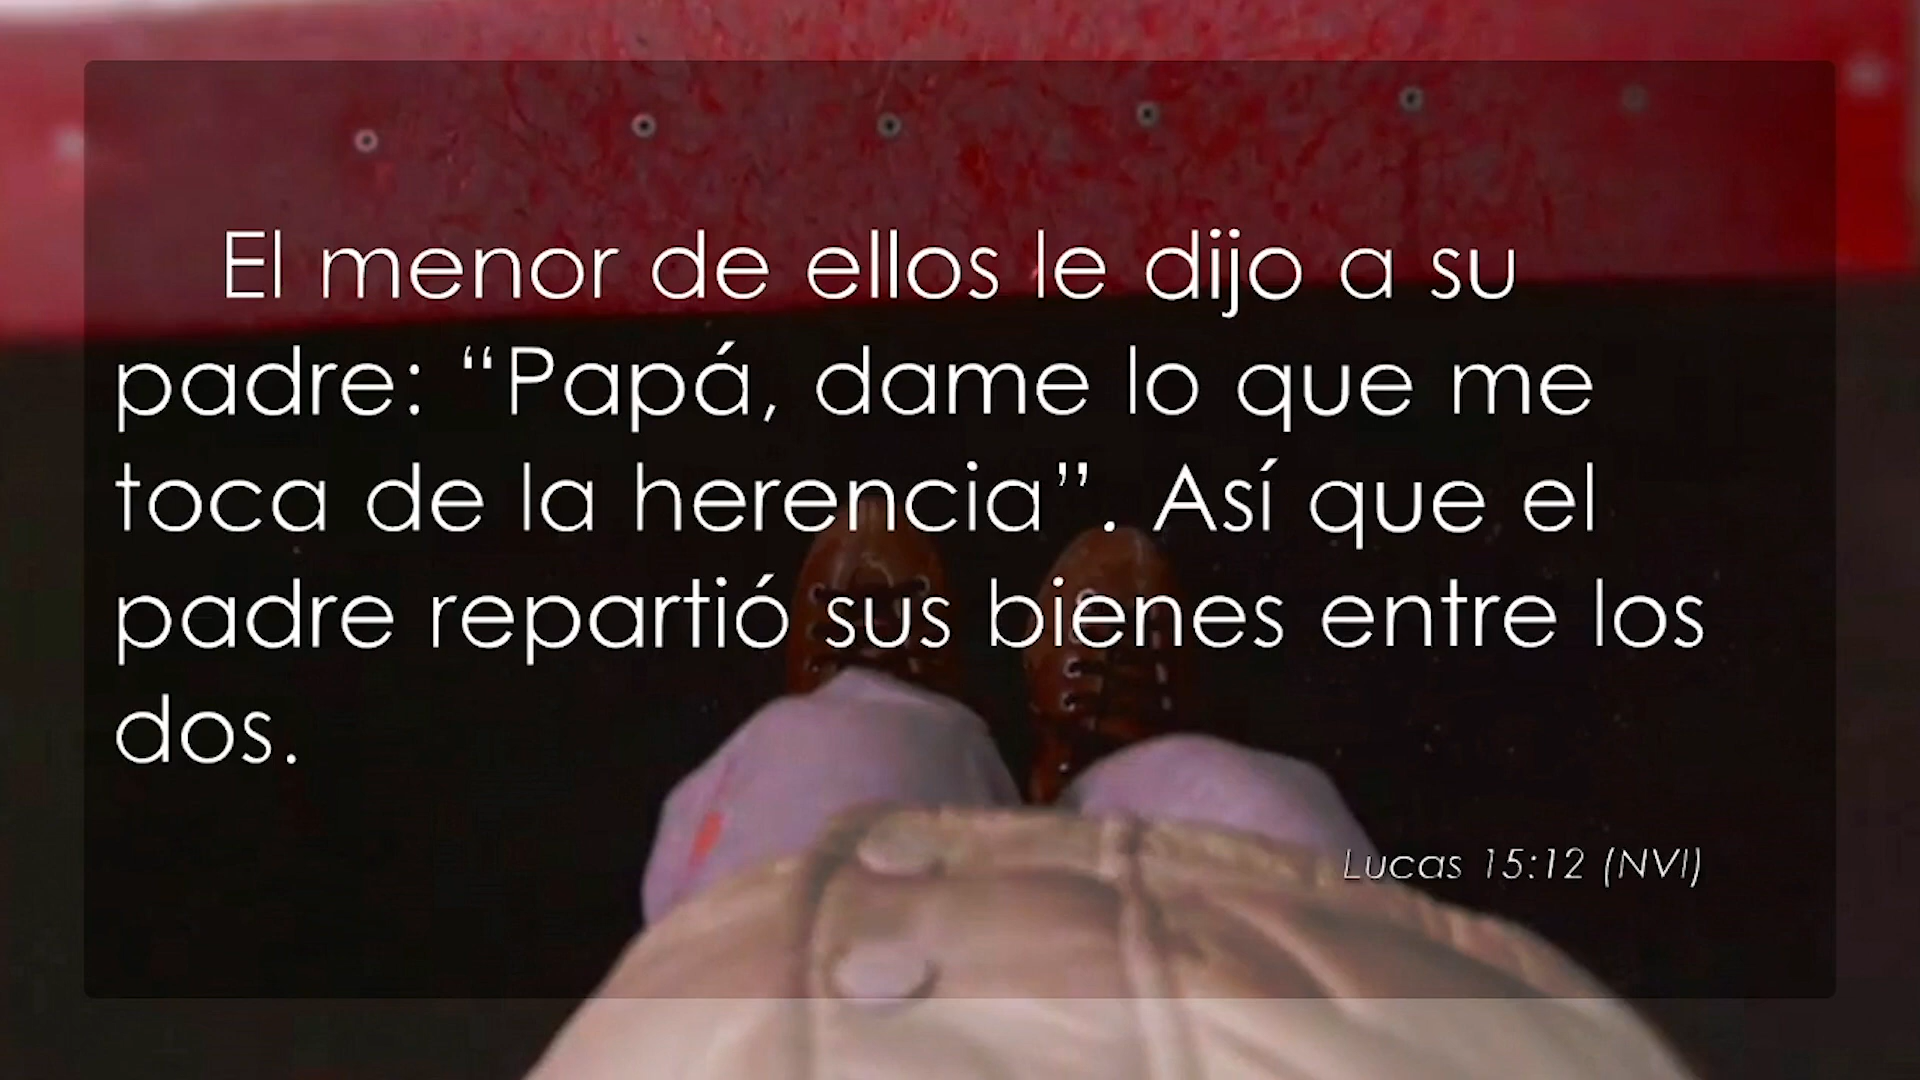 El menor de ellos le dijo a su
padre: “Papá, dame lo que me
toca de la herencia”. Así que el
padre repartió sus bienes entre los
dos.
Lucas 15:12 (NVI)